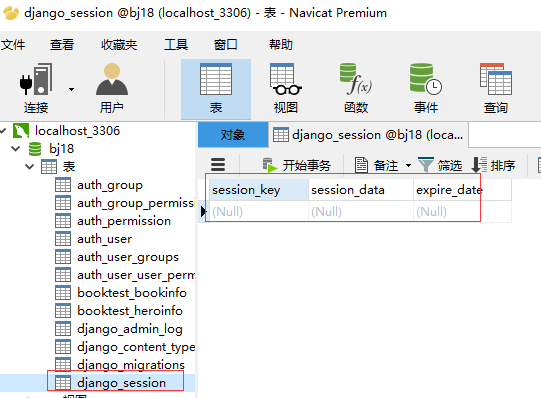 django_session @bj18 (localhost_3306) - 表 - Navicat Premium
文件 查看 收藏夹 工具 窗口 帮助
连接 用户 表 视图 函数 事件 查询
f(x)
localhost_3306
bj18
表
auth_group
auth_group_permiss
auth_permission
auth_user
auth_user_groups
auth_user_user_perm
booktest_bookinfo
booktest_heroinfo
django_admin_log
django_content_type
django_migrations
django_session
对象 django_session @bj18 (loca...
开始事务 备注 筛选 排序
session_key session_data expire_date
(Null) (Null) (Null)